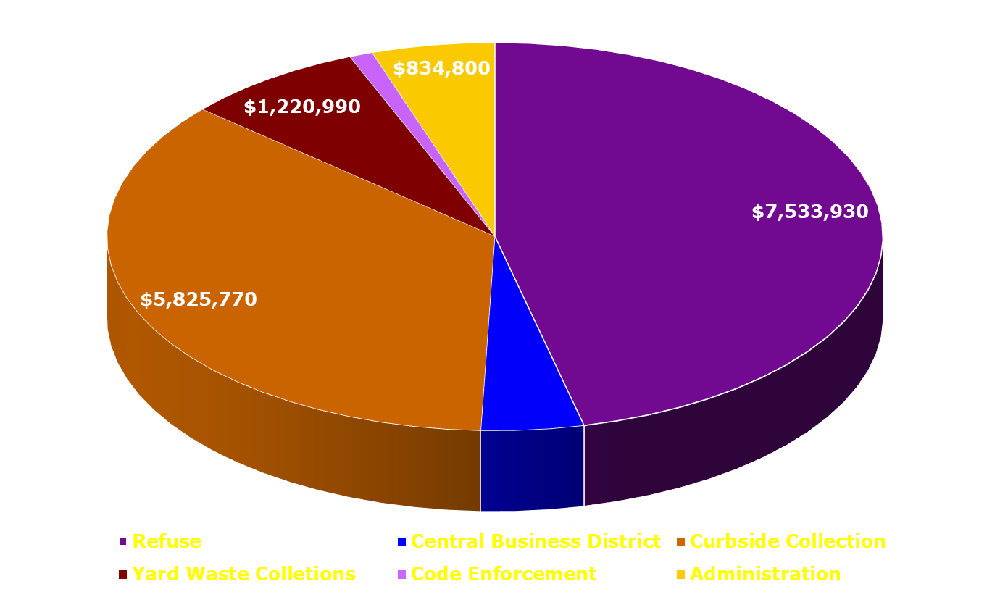 $834,800
$1,220,990
$7,533,930
$5,825,770
Refuse
Central Business District
Curbside Collection
Yard Waste Colletions
Code Enforcement
Administration